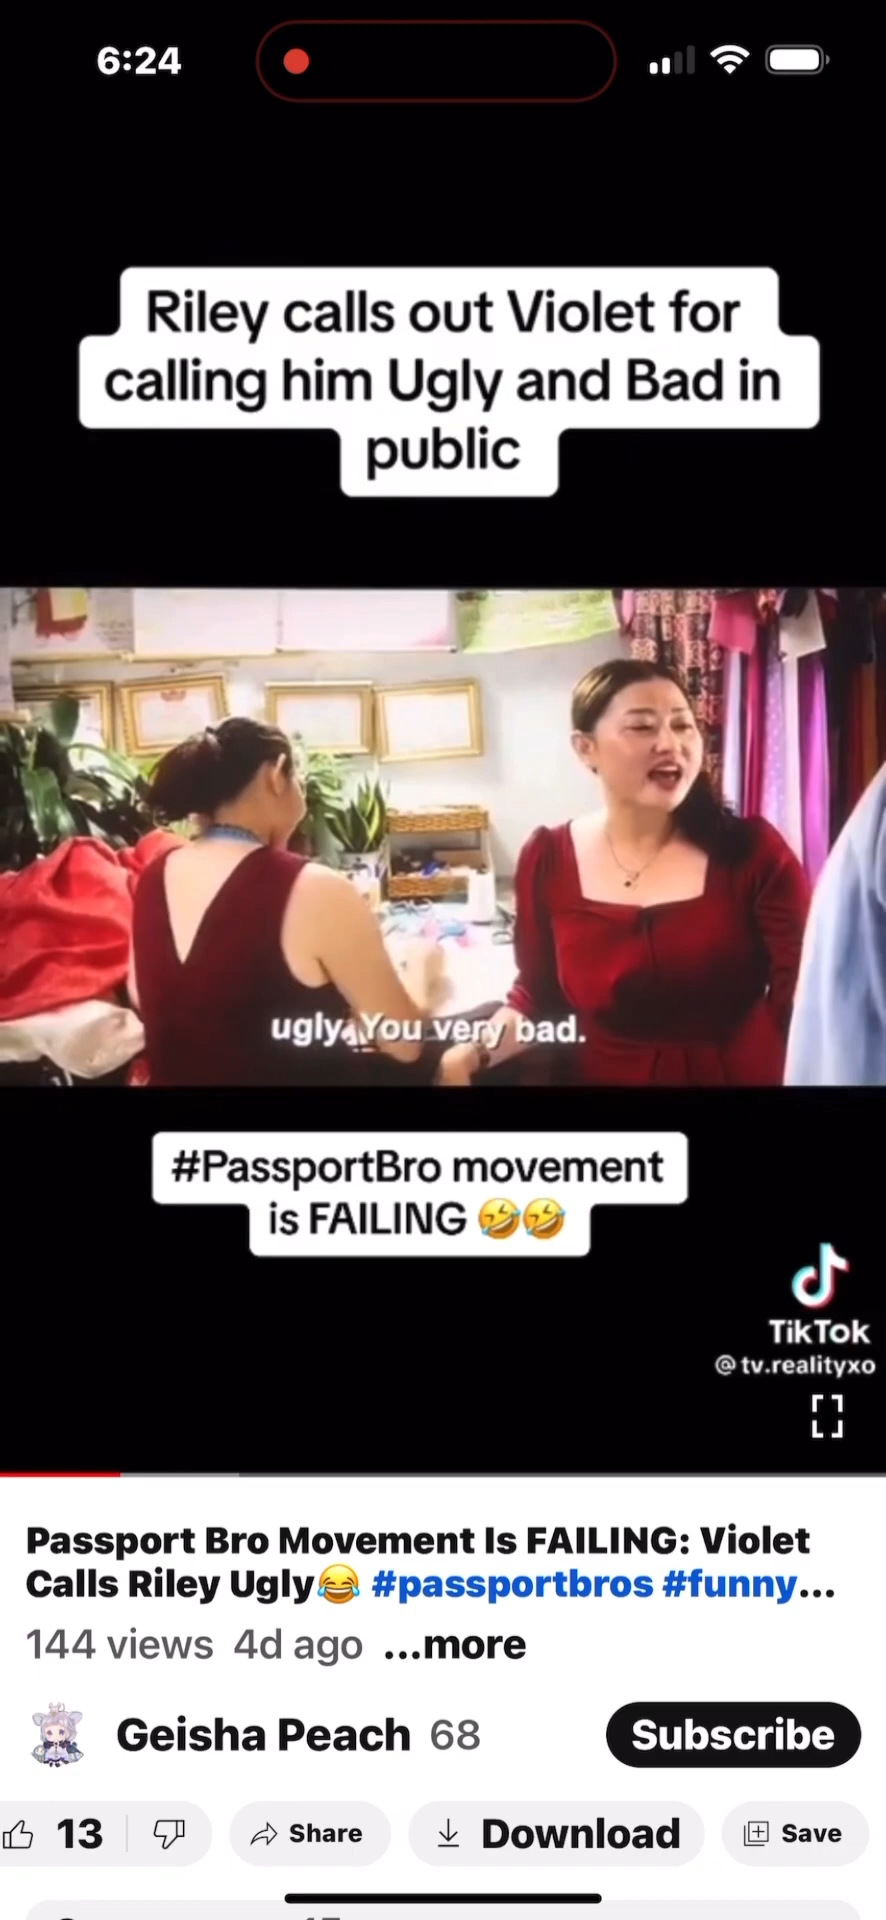 6:24
Riley calls out Violet for
calling him Ugly and Bad in
public
ugly. You very bad.
#PassportBro movement
is FAILING 🤣🤣
TikTok
@tv.realityxo
Passport Bro Movement Is FAILING: Violet
Calls Riley Ugly😂 #passportbros #funny...
144 views 4d ago ...more
Geisha Peach 68
Subscribe
13
Share
Download
Save